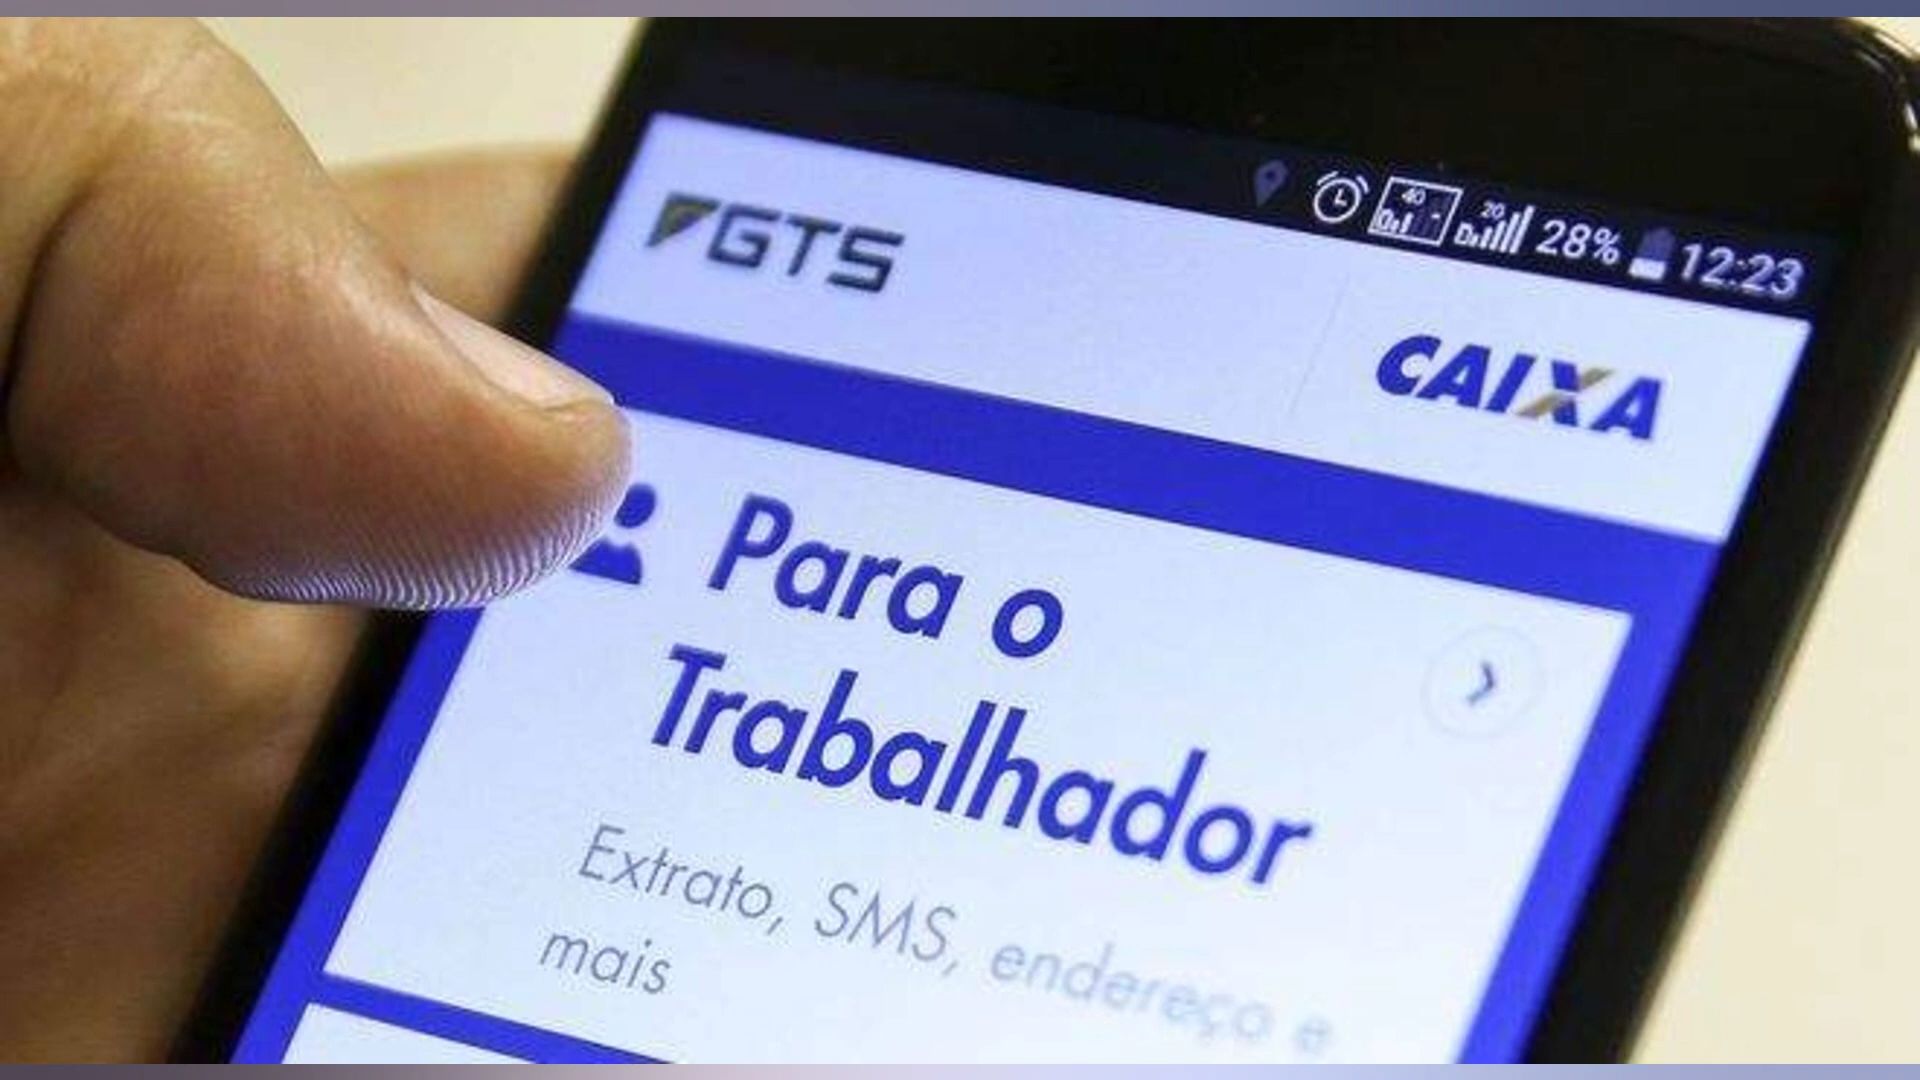 28% 12:23
FGTS
CAIXA
Para o
Trabalhador
Extrato, SMS, endereço e
mais